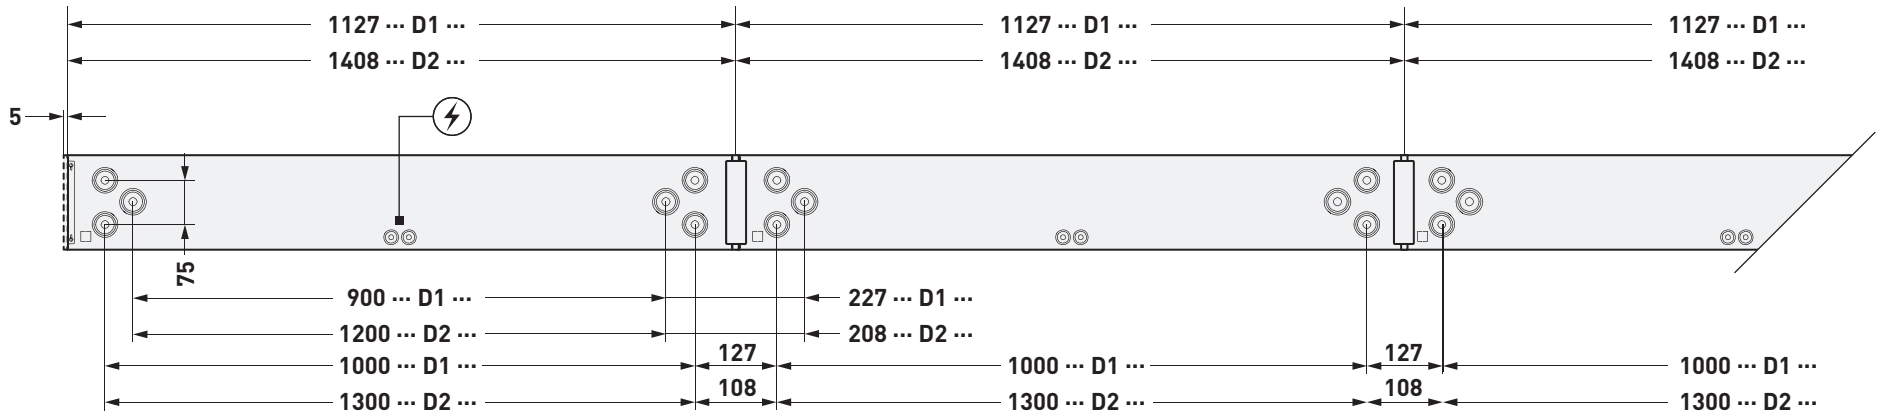 1127 ··· D1 ··· 1127 ··· D1 ··· 1127 ··· D1 ···
1408 ··· D2 ··· 1408 ··· D2 ··· 1408 ··· D2 ···
5
75
900 ··· D1 ··· 227 ··· D1 ···
1200 ··· D2 ··· 208 ··· D2 ···
1000 ··· D1 ··· 127 1000 ··· D1 ··· 127 1000 ··· D1 ···
1300 ··· D2 ··· 108 1300 ··· D2 ··· 108 1300 ··· D2 ···